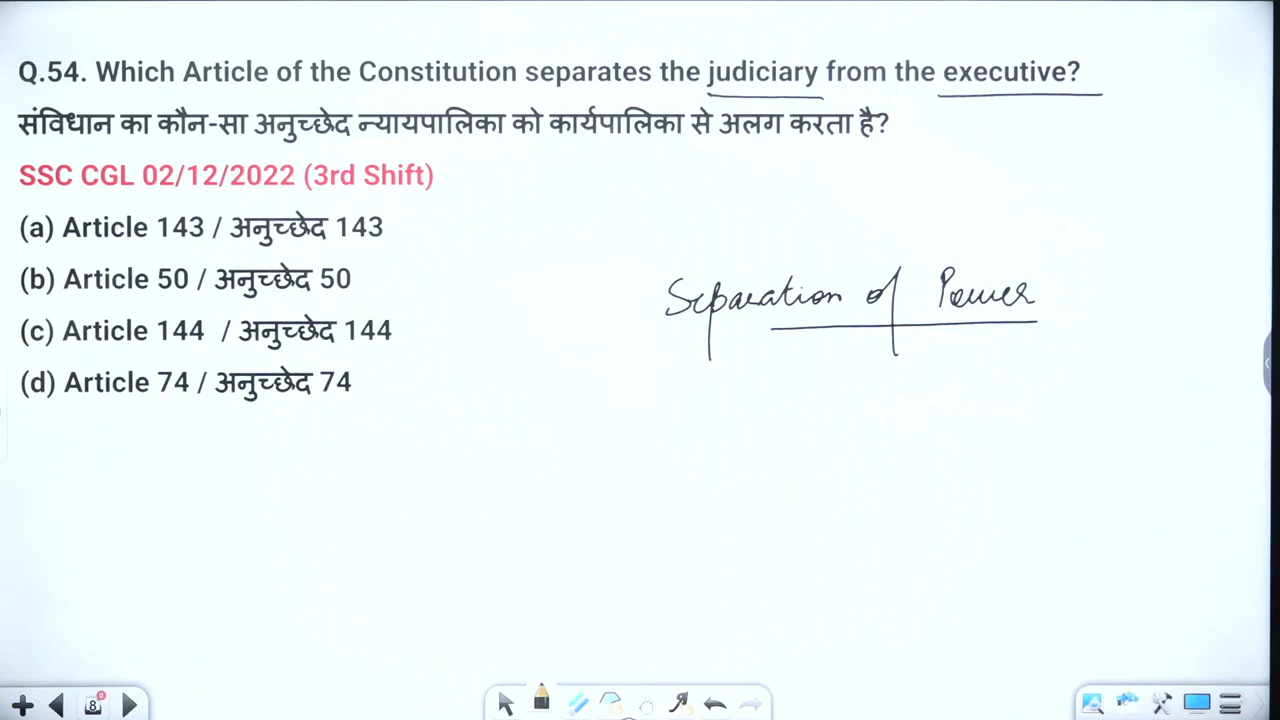 Q.54. Which Article of the Constitution separates the judiciary from the executive?
संविधान का कौन-सा अनुच्छेद न्यायपालिका को कार्यपालिका से अलग करता है?
SSC CGL 02/12/2022 (3rd Shift)
(a) Article 143 / अनुच्छेद 143
(b) Article 50 / अनुच्छेद 50
Separation of Power
(c) Article 144 / अनुच्छेद 144
(d) Article 74 / अनुच्छेद 74
8 0